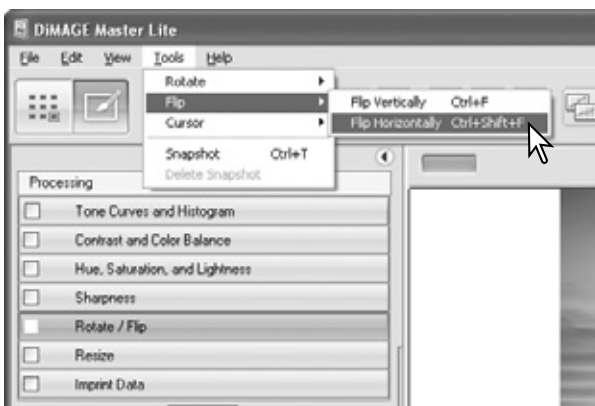 DiMAGE Master Lite
File Edit View Tools Help
Rotate
Flip
Cursor
Snapshot Ctrl+T
Delete Snapshot
Flip Vertically Ctrl+F
Flip Horizontally Ctrl+Shift+F
Processing
Tone Curves and Histogram
Contrast and Color Balance
Hue, Saturation, and Lightness
Sharpness
Rotate / Flip
Resize
Imprint Data